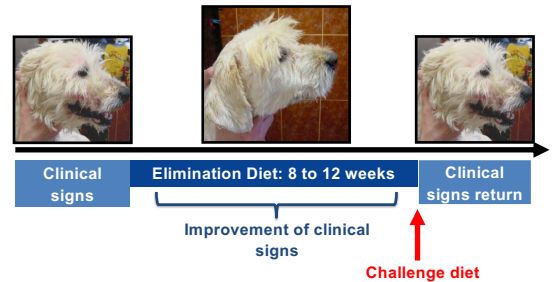 Clinical
signs
Elimination Diet: 8 to 12 weeks
Clinical
signs return
Improvement of clinical
signs
Challenge diet